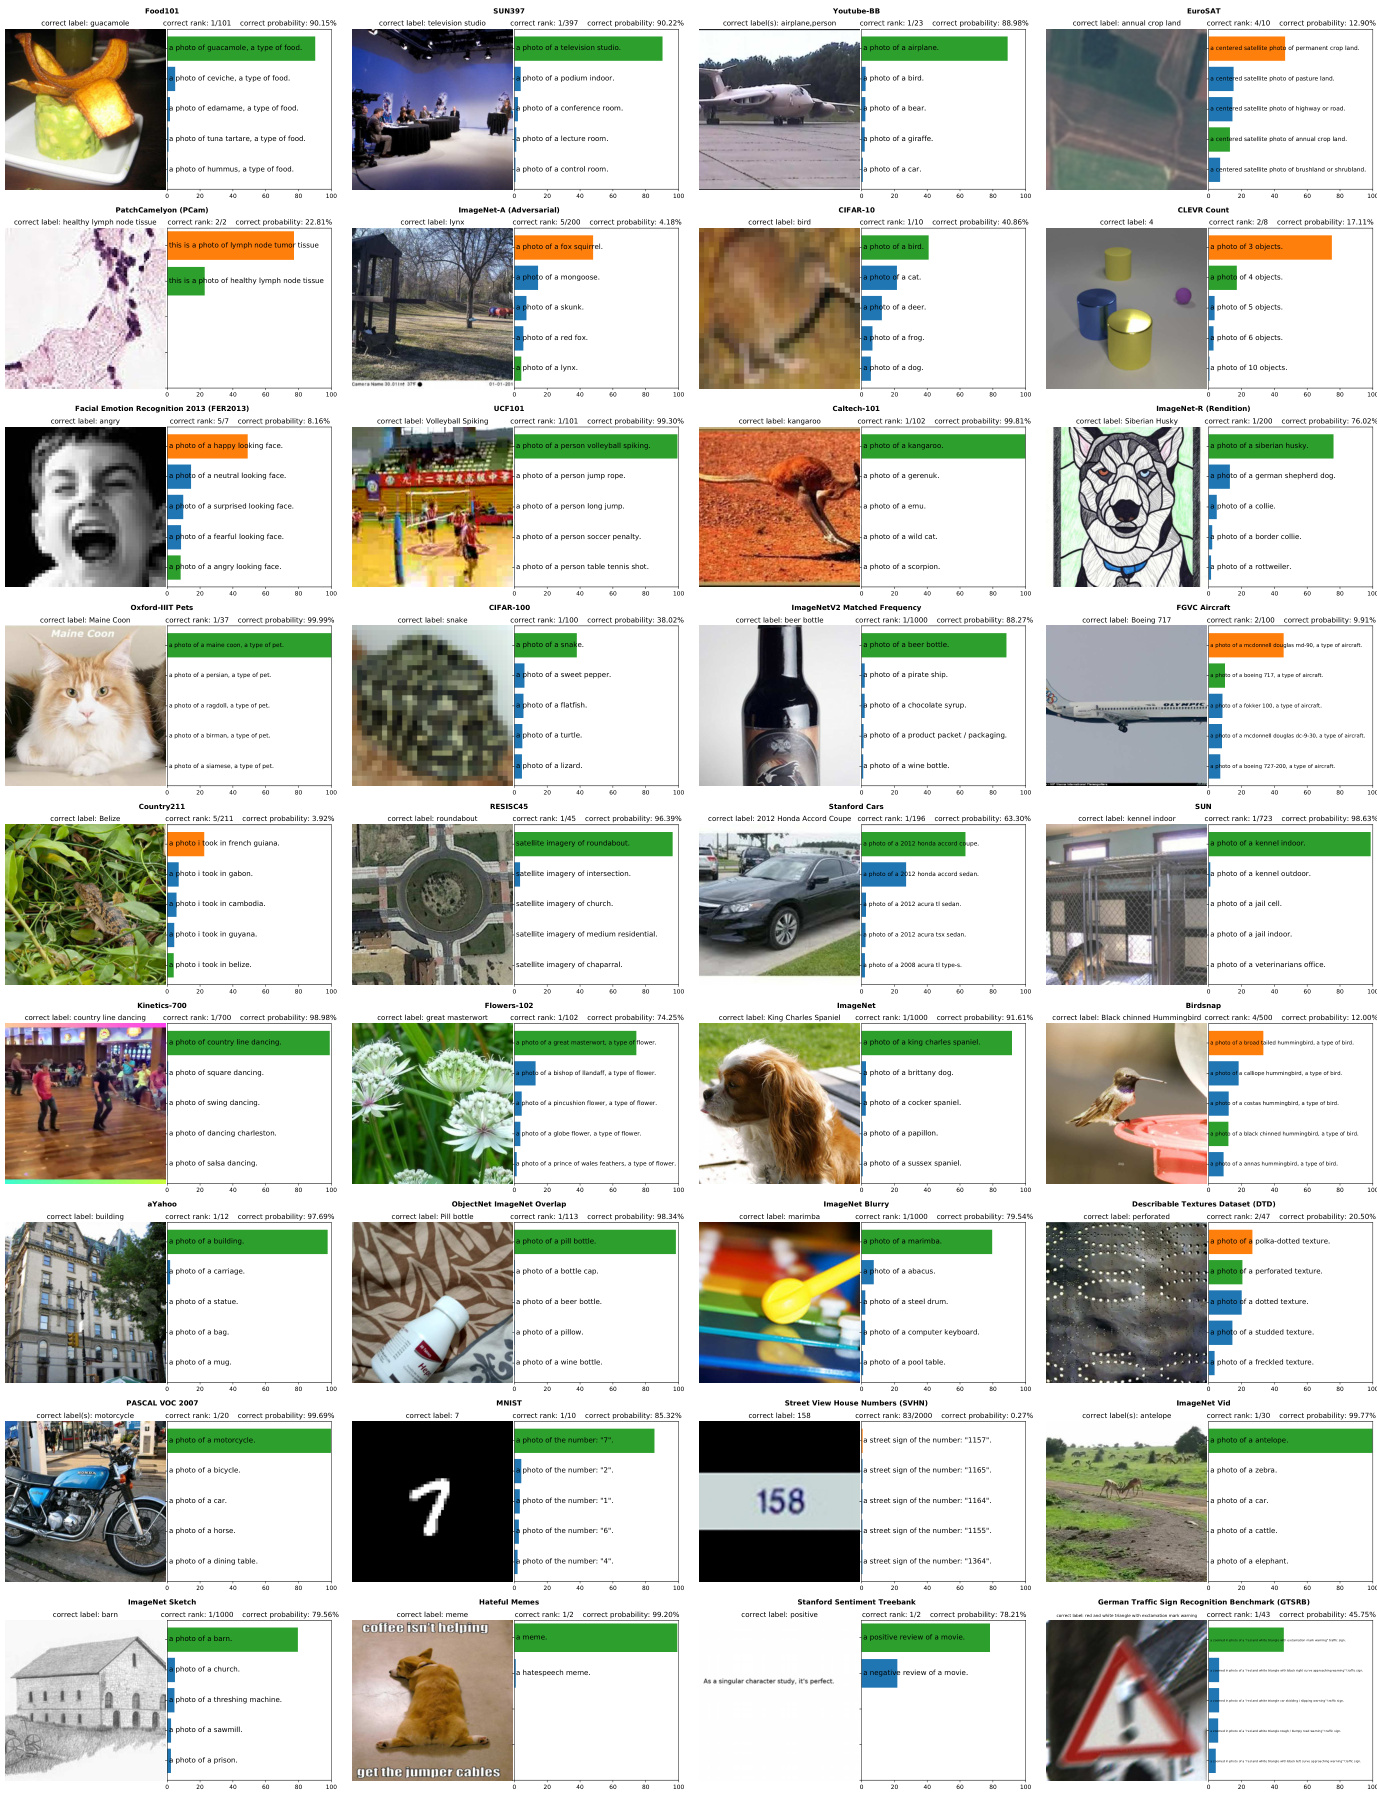 Food101
correct label: guacamole
correct rank: 1/101 correct probability: 90.15%
a photo of guacamole, a type of food.
a photo of ceviche, a type of food.
a photo of edamame, a type of food.
a photo of tuna tartare, a type of food.
a photo of hummus, a type of food.
0 20 40 60 80 100
SUN397
correct label: television studio
correct rank: 1/397 correct probability: 90.22%
a photo of a television studio.
a photo of a podium indoor.
a photo of a conference room.
a photo of a lecture room.
a photo of a control room.
0 20 40 60 80 100
Youtube-BB
correct label(s): airplane,person
correct rank: 1/23 correct probability: 88.98%
a photo of a airplane.
a photo of a bird.
a photo of a bear.
a photo of a giraffe.
a photo of a car.
0 20 40 60 80 100
EuroSAT
correct label: annual crop land
correct rank: 4/10 correct probability: 12.90%
a centered satellite photo of permanent crop land.
a centered satellite photo of pasture land.
a centered satellite photo of highway or road.
a centered satellite photo of annual crop land.
a centered satellite photo of brushland or shrubland.
0 20 40 60 80 100
PatchCamelyon (PCam)
correct label: healthy lymph node tissue
correct rank: 2/2 correct probability: 22.81%
this is a photo of lymph node tumor tissue
this is a photo of healthy lymph node tissue
0 20 40 60 80 100
ImageNet-A (Adversarial)
correct label: lynx
correct rank: 5/200 correct probability: 4.18%
a photo of a fox squirrel.
a photo of a mongoose.
a photo of a skunk.
a photo of a red fox.
a photo of a lynx.
Camera Name
0 20 40 60 80 100
CIFAR-10
correct label: bird
correct rank: 1/10 correct probability: 40.86%
a photo of a bird.
a photo of a cat.
a photo of a deer.
a photo of a frog.
a photo of a dog.
0 20 40 60 80 100
CLEVR Count
correct label: 4
correct rank: 2/8 correct probability: 17.11%
a photo of 3 objects.
a photo of 4 objects.
a photo of 5 objects.
a photo of 6 objects.
a photo of 10 objects.
0 20 40 60 80 100
Facial Emotion Recognition 2013 (FER2013)
correct label: angry
correct rank: 5/7 correct probability: 8.16%
a photo of a happy looking face.
a photo of a neutral looking face.
a photo of a surprised looking face.
a photo of a fearful looking face.
a photo of a angry looking face.
0 20 40 60 80 100
UCF101
correct label: Volleyball Spiking
correct rank: 1/101 correct probability: 99.30%
九十二學年度高級中等
a photo of a person volleyball spiking.
a photo of a person jump rope.
a photo of a person long jump.
a photo of a person soccer penalty.
a photo of a person table tennis shot.
0 20 40 60 80 100
Caltech-101
correct label: kangaroo
correct rank: 1/102 correct probability: 99.81%
a photo of a kangaroo.
a photo of a gerenuk.
a photo of a emu.
a photo of a wild cat.
a photo of a scorpion.
0 20 40 60 80 100
ImageNet-R (Rendition)
correct label: Siberian Husky
correct rank: 1/200 correct probability: 76.02%
a photo of a siberian husky.
a photo of a german shepherd dog.
a photo of a collie.
a photo of a border collie.
a photo of a rottweiler.
0 20 40 60 80 100
Oxford-IIIT Pets
correct label: Maine Coon
correct rank: 1/37 correct probability: 99.99%
Maine Coon
a photo of a maine coon, a type of pet.
a photo of a persian, a type of pet.
a photo of a ragdoll, a type of pet.
a photo of a birman, a type of pet.
a photo of a siamese, a type of pet.
0 20 40 60 80 100
CIFAR-100
correct label: snake
correct rank: 1/100 correct probability: 38.02%
a photo of a snake.
a photo of a sweet pepper.
a photo of a flatfish.
a photo of a turtle.
a photo of a lizard.
0 20 40 60 80 100
ImageNetV2 Matched Frequency
correct label: beer bottle
correct rank: 1/1000 correct probability: 88.27%
a photo of a beer bottle.
a photo of a pirate ship.
a photo of a chocolate syrup.
a photo of a product packet / packaging.
a photo of a wine bottle.
0 20 40 60 80 100
FGVC Aircraft
correct label: Boeing 717
correct rank: 2/100 correct probability: 9.91%
OLYMPIC
a photo of a mcdonnell douglas md-90, a type of aircraft.
a photo of a boeing 717, a type of aircraft.
a photo of a fokker 100, a type of aircraft.
a photo of a mcdonnell douglas dc-9-30, a type of aircraft.
a photo of a boeing 727-200, a type of aircraft.
0 20 40 60 80 100
Country211
correct label: Belize
correct rank: 5/211 correct probability: 3.92%
a photo i took in french guiana.
a photo i took in gabon.
a photo i took in cambodia.
a photo i took in guyana.
a photo i took in belize.
0 20 40 60 80 100
RESISC45
correct label: roundabout
correct rank: 1/45 correct probability: 96.39%
satellite imagery of roundabout.
satellite imagery of intersection.
satellite imagery of church.
satellite imagery of medium residential.
satellite imagery of chaparral.
0 20 40 60 80 100
Stanford Cars
correct label: 2012 Honda Accord Coupe
correct rank: 1/196 correct probability: 63.30%
a photo of a 2012 honda accord coupe.
a photo of a 2012 honda accord sedan.
a photo of a 2012 acura tl sedan.
a photo of a 2012 acura tsx sedan.
a photo of a 2008 acura tl type-s.
0 20 40 60 80 100
SUN
correct label: kennel indoor
correct rank: 1/723 correct probability: 98.63%
a photo of a kennel indoor.
a photo of a kennel outdoor.
a photo of a jail cell.
a photo of a jail indoor.
a photo of a veterinarians office.
0 20 40 60 80 100
Kinetics-700
correct label: country line dancing
correct rank: 1/700 correct probability: 98.98%
a photo of country line dancing.
a photo of square dancing.
a photo of swing dancing.
a photo of dancing charleston.
a photo of salsa dancing.
0 20 40 60 80 100
Flowers-102
correct label: great masterwort
correct rank: 1/102 correct probability: 74.25%
a photo of a great masterwort, a type of flower.
a photo of a bishop of llandaff, a type of flower.
a photo of a pincushion flower, a type of flower.
a photo of a globe flower, a type of flower.
a photo of a prince of wales feathers, a type of flower.
0 20 40 60 80 100
ImageNet
correct label: King Charles Spaniel
correct rank: 1/1000 correct probability: 91.61%
a photo of a king charles spaniel.
a photo of a brittany dog.
a photo of a cocker spaniel.
a photo of a papillon.
a photo of a sussex spaniel.
0 20 40 60 80 100
Birdsnap
correct label: Black chinned Hummingbird
correct rank: 4/500 correct probability: 12.00%
a photo of a broad tailed hummingbird, a type of bird.
a photo of a calliope hummingbird, a type of bird.
a photo of a costas hummingbird, a type of bird.
a photo of a black chinned hummingbird, a type of bird.
a photo of a annas hummingbird, a type of bird.
0 20 40 60 80 100
aYahoo
correct label: building
correct rank: 1/12 correct probability: 97.69%
a photo of a building.
a photo of a carriage.
a photo of a statue.
a photo of a bag.
a photo of a mug.
0 20 40 60 80 100
ObjectNet ImageNet Overlap
correct label: Pill bottle
correct rank: 1/113 correct probability: 98.34%
a photo of a pill bottle.
a photo of a bottle cap.
a photo of a beer bottle.
a photo of a pillow.
a photo of a wine bottle.
0 20 40 60 80 100
ImageNet Blurry
correct label: marimba
correct rank: 1/1000 correct probability: 79.54%
a photo of a marimba.
a photo of a abacus.
a photo of a steel drum.
a photo of a computer keyboard.
a photo of a pool table.
0 20 40 60 80 100
Describable Textures Dataset (DTD)
correct label: perforated
correct rank: 2/47 correct probability: 20.50%
a photo of a polka-dotted texture.
a photo of a perforated texture.
a photo of a dotted texture.
a photo of a studded texture.
a photo of a freckled texture.
0 20 40 60 80 100
PASCAL VOC 2007
correct label(s): motorcycle
correct rank: 1/20 correct probability: 99.69%
a photo of a motorcycle.
a photo of a bicycle.
a photo of a car.
a photo of a horse.
a photo of a dining table.
0 20 40 60 80 100
MNIST
correct label: 7
correct rank: 1/10 correct probability: 85.32%
7
a photo of the number: "7".
a photo of the number: "2".
a photo of the number: "1".
a photo of the number: "6".
a photo of the number: "4".
0 20 40 60 80 100
Street View House Numbers (SVHN)
correct label: 158
correct rank: 83/2000 correct probability: 0.27%
158
a street sign of the number: "1157".
a street sign of the number: "1165".
a street sign of the number: "1164".
a street sign of the number: "1155".
a street sign of the number: "1364".
0 20 40 60 80 100
ImageNet Vid
correct label(s): antelope
correct rank: 1/30 correct probability: 99.77%
a photo of a antelope.
a photo of a zebra.
a photo of a car.
a photo of a cattle.
a photo of a elephant.
0 20 40 60 80 100
ImageNet Sketch
correct label: barn
correct rank: 1/1000 correct probability: 79.56%
a photo of a barn.
a photo of a church.
a photo of a threshing machine.
a photo of a sawmill.
a photo of a prison.
0 20 40 60 80 100
Hateful Memes
correct label: meme
correct rank: 1/2 correct probability: 99.20%
coffee isn't helping
get the jumper cables
a meme.
a hatespeech meme.
0 20 40 60 80 100
Stanford Sentiment Treebank
correct label: positive
correct rank: 1/2 correct probability: 78.21%
As a singular character study, it's perfect.
a positive review of a movie.
a negative review of a movie.
0 20 40 60 80 100
German Traffic Sign Recognition Benchmark (GTSRB)
correct label: red and white triangle with exclamation mark warning
correct rank: 1/43 correct probability: 45.75%
0 20 40 60 80 100